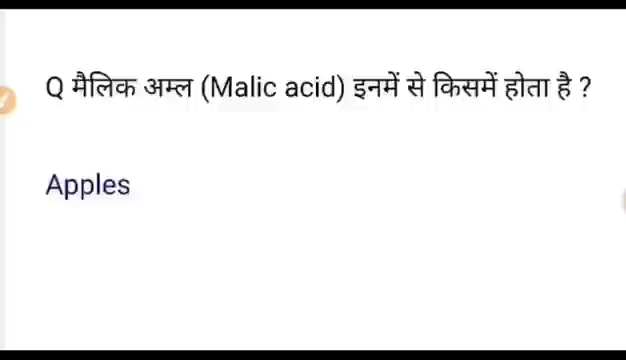 Q मैलिक अम्ल (Malic acid) इनमें से किसमें होता है ?
Apples